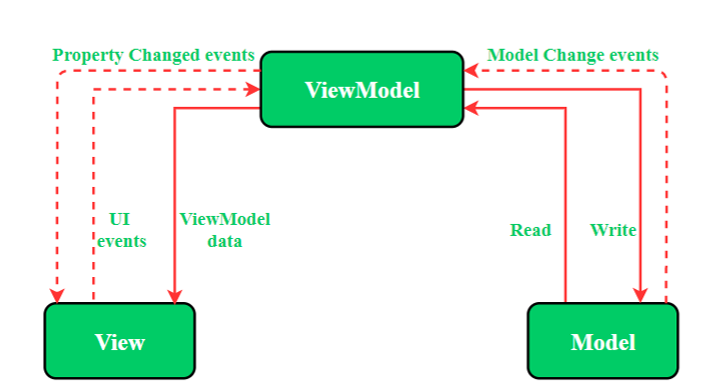 Property Changed events
Model Change events
ViewModel
UI
events
ViewModel
data
Read
Write
View
Model